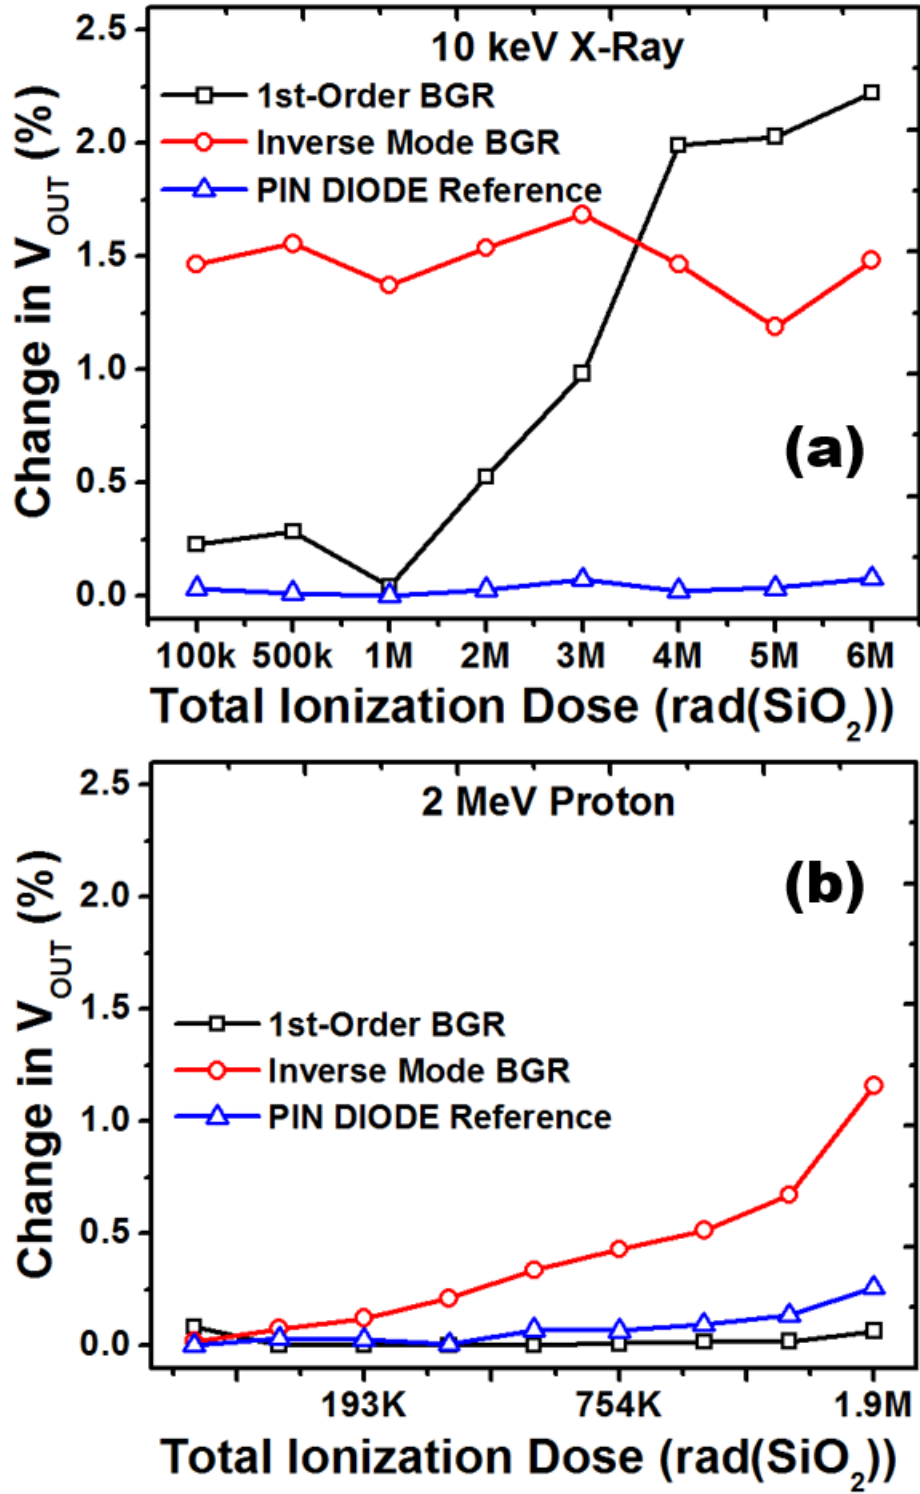 10 keV X-Ray
1st-Order BGR
Inverse Mode BGR
PIN DIODE Reference
Change in V_OUT (%)
2.5
2.0
1.5
1.0
0.5
0.0
(a)
100k 500k 1M 2M 3M 4M 5M 6M
Total Ionization Dose (rad(SiO₂))
2 MeV Proton
(b)
1st-Order BGR
Inverse Mode BGR
PIN DIODE Reference
Change in V_OUT (%)
2.5
2.0
1.5
1.0
0.5
0.0
193K 754K 1.9M
Total Ionization Dose (rad(SiO₂))